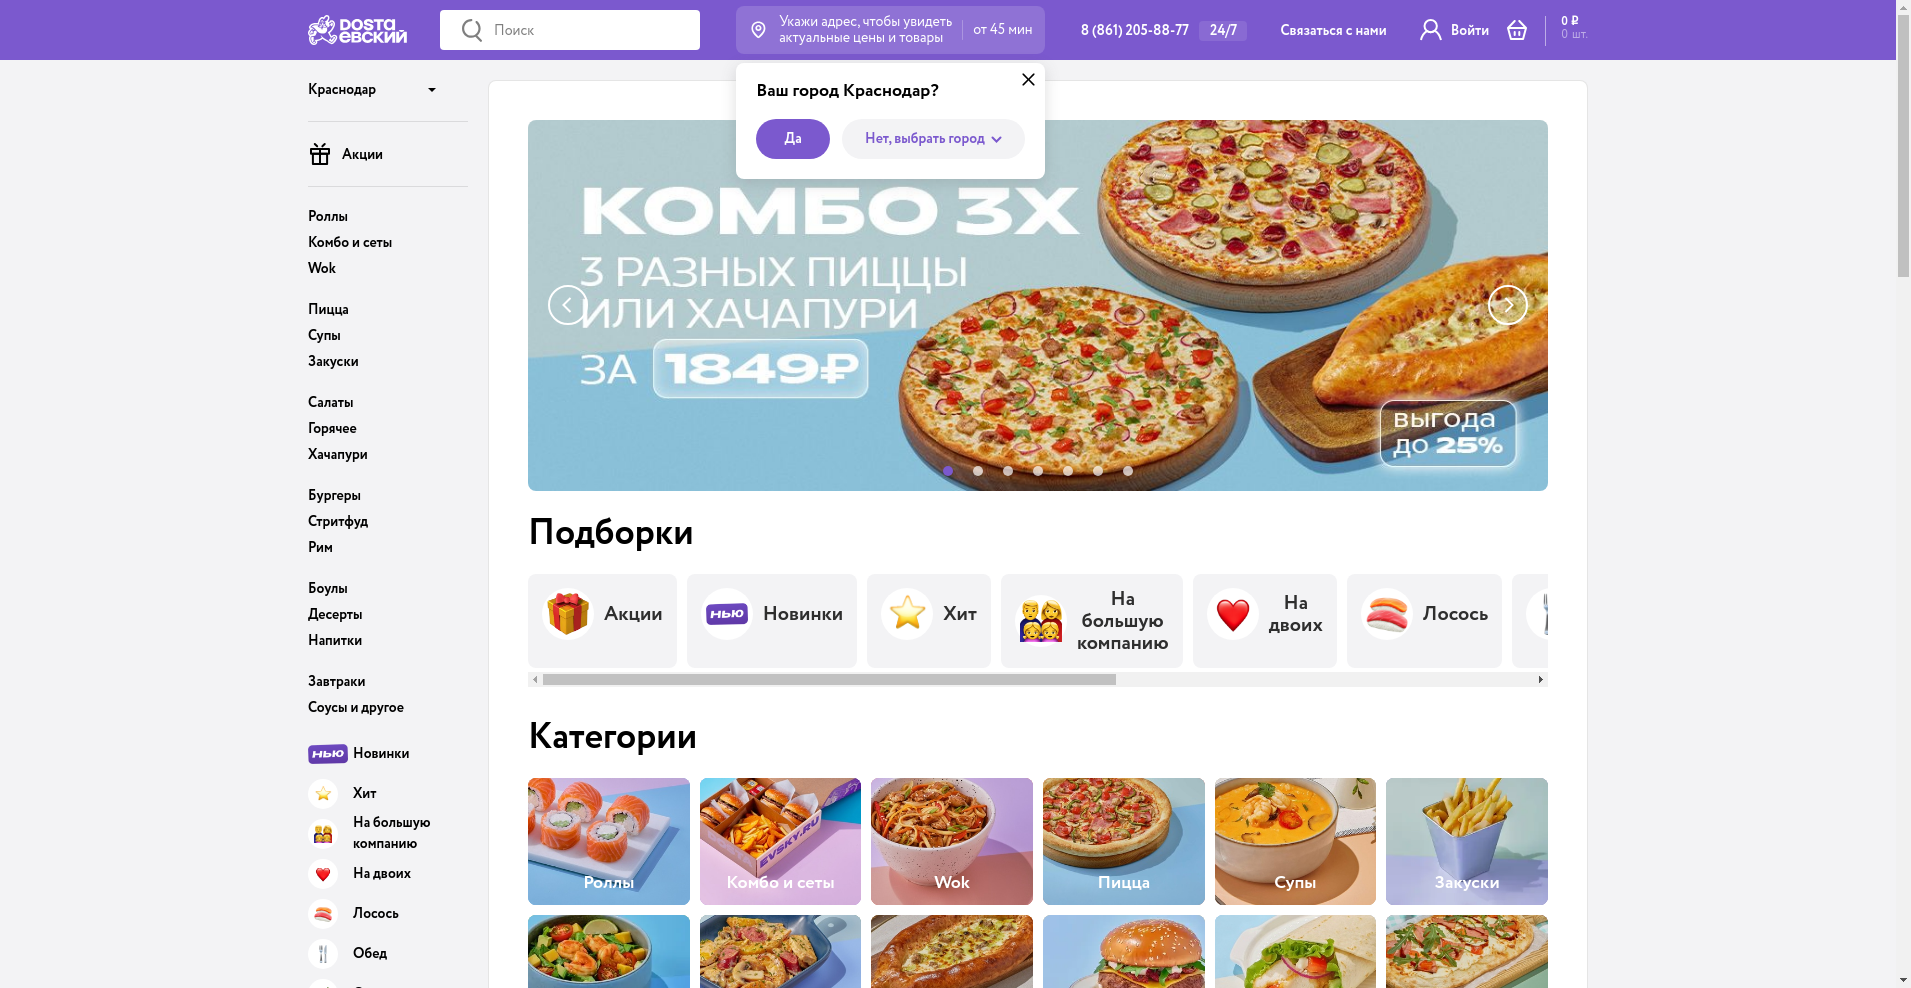 DOSTA
ЕВСКИЙ
Поиск
Укажи адрес, чтобы увидеть
актуальные цены и товары
от 45 мин
8 (861) 205-88-77
24/7
Связаться с нами
Войти
0 ₽
0 шт.
Ваш город Краснодар?
Да
Нет, выбрать город
Краснодар
Акции
Роллы
Комбо и сеты
Wok
Пицца
Супы
Закуски
Салаты
Горячее
Хачапури
Бургеры
Стритфуд
Рим
Боулы
Десерты
Напитки
Завтраки
Соусы и другое
нью
Новинки
Хит
На большую
компанию
На двоих
Лосось
Обед
КОМБО 3X
3 РАЗНЫХ ПИЦЦЫ
ИЛИ ХАЧАПУРИ
ЗА 1849₽
выгода
до 25%
Подборки
Акции
нью
Новинки
Хит
На
большую
компанию
На
двоих
Лосось
Категории
EVSKY.RU
Роллы
Комбо и сеты
Wok
Пицца
Супы
Закуски